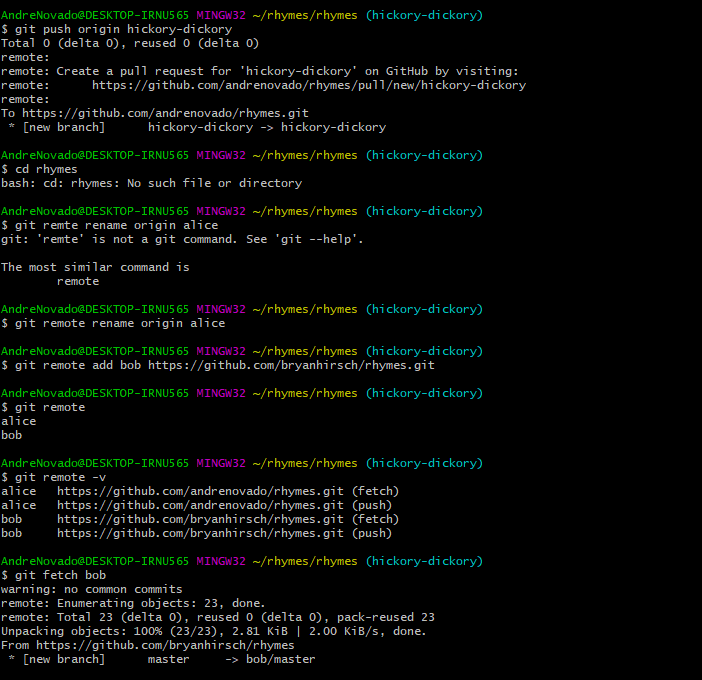 AndreNovado@DESKTOP-IRNU565 MINGW32 ~/rhymes/rhymes (hickory-dickory)
$ git push origin hickory-dickory
Total 0 (delta 0), reused 0 (delta 0)
remote:
remote: Create a pull request for 'hickory-dickory' on GitHub by visiting:
remote:      https://github.com/andrenovado/rhymes/pull/new/hickory-dickory
remote:
To https://github.com/andrenovado/rhymes.git
 * [new branch]      hickory-dickory -> hickory-dickory

AndreNovado@DESKTOP-IRNU565 MINGW32 ~/rhymes/rhymes (hickory-dickory)
$ cd rhymes
bash: cd: rhymes: No such file or directory

AndreNovado@DESKTOP-IRNU565 MINGW32 ~/rhymes/rhymes (hickory-dickory)
$ git remte rename origin alice
git: 'remte' is not a git command. See 'git --help'.

The most similar command is
        remote

AndreNovado@DESKTOP-IRNU565 MINGW32 ~/rhymes/rhymes (hickory-dickory)
$ git remote rename origin alice

AndreNovado@DESKTOP-IRNU565 MINGW32 ~/rhymes/rhymes (hickory-dickory)
$ git remote add bob https://github.com/bryanhirsch/rhymes.git

AndreNovado@DESKTOP-IRNU565 MINGW32 ~/rhymes/rhymes (hickory-dickory)
$ git remote
alice
bob

AndreNovado@DESKTOP-IRNU565 MINGW32 ~/rhymes/rhymes (hickory-dickory)
$ git remote -v
alice   https://github.com/andrenovado/rhymes.git (fetch)
alice   https://github.com/andrenovado/rhymes.git (push)
bob     https://github.com/bryanhirsch/rhymes.git (fetch)
bob     https://github.com/bryanhirsch/rhymes.git (push)

AndreNovado@DESKTOP-IRNU565 MINGW32 ~/rhymes/rhymes (hickory-dickory)
$ git fetch bob
warning: no common commits
remote: Enumerating objects: 23, done.
remote: Total 23 (delta 0), reused 0 (delta 0), pack-reused 23
Unpacking objects: 100% (23/23), 2.81 KiB | 2.00 KiB/s, done.
From https://github.com/bryanhirsch/rhymes
 * [new branch]      master     -> bob/master